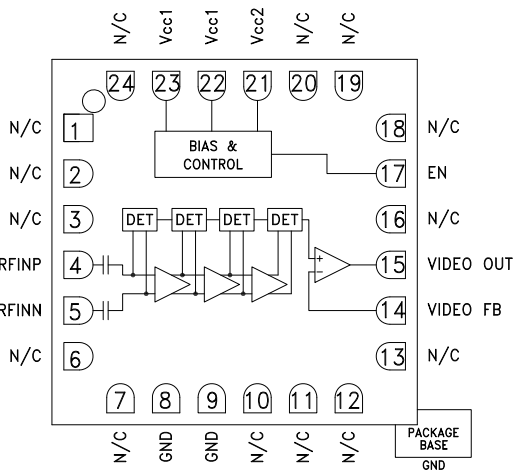 N/C Vcc1 Vcc1 Vcc2 N/C N/C
24 23 22 21 20 19
N/C 1 18 N/C
BIAS &
CONTROL
N/C 2 17 EN
N/C 3 DET DET DET DET 16 N/C
RFINP 4 + 15 VIDEO OUT
−
RFINN 5 14 VIDEO FB
N/C 6 13 N/C
7 8 9 10 11 12
N/C GND GND N/C N/C N/C
PACKAGE
BASE
GND